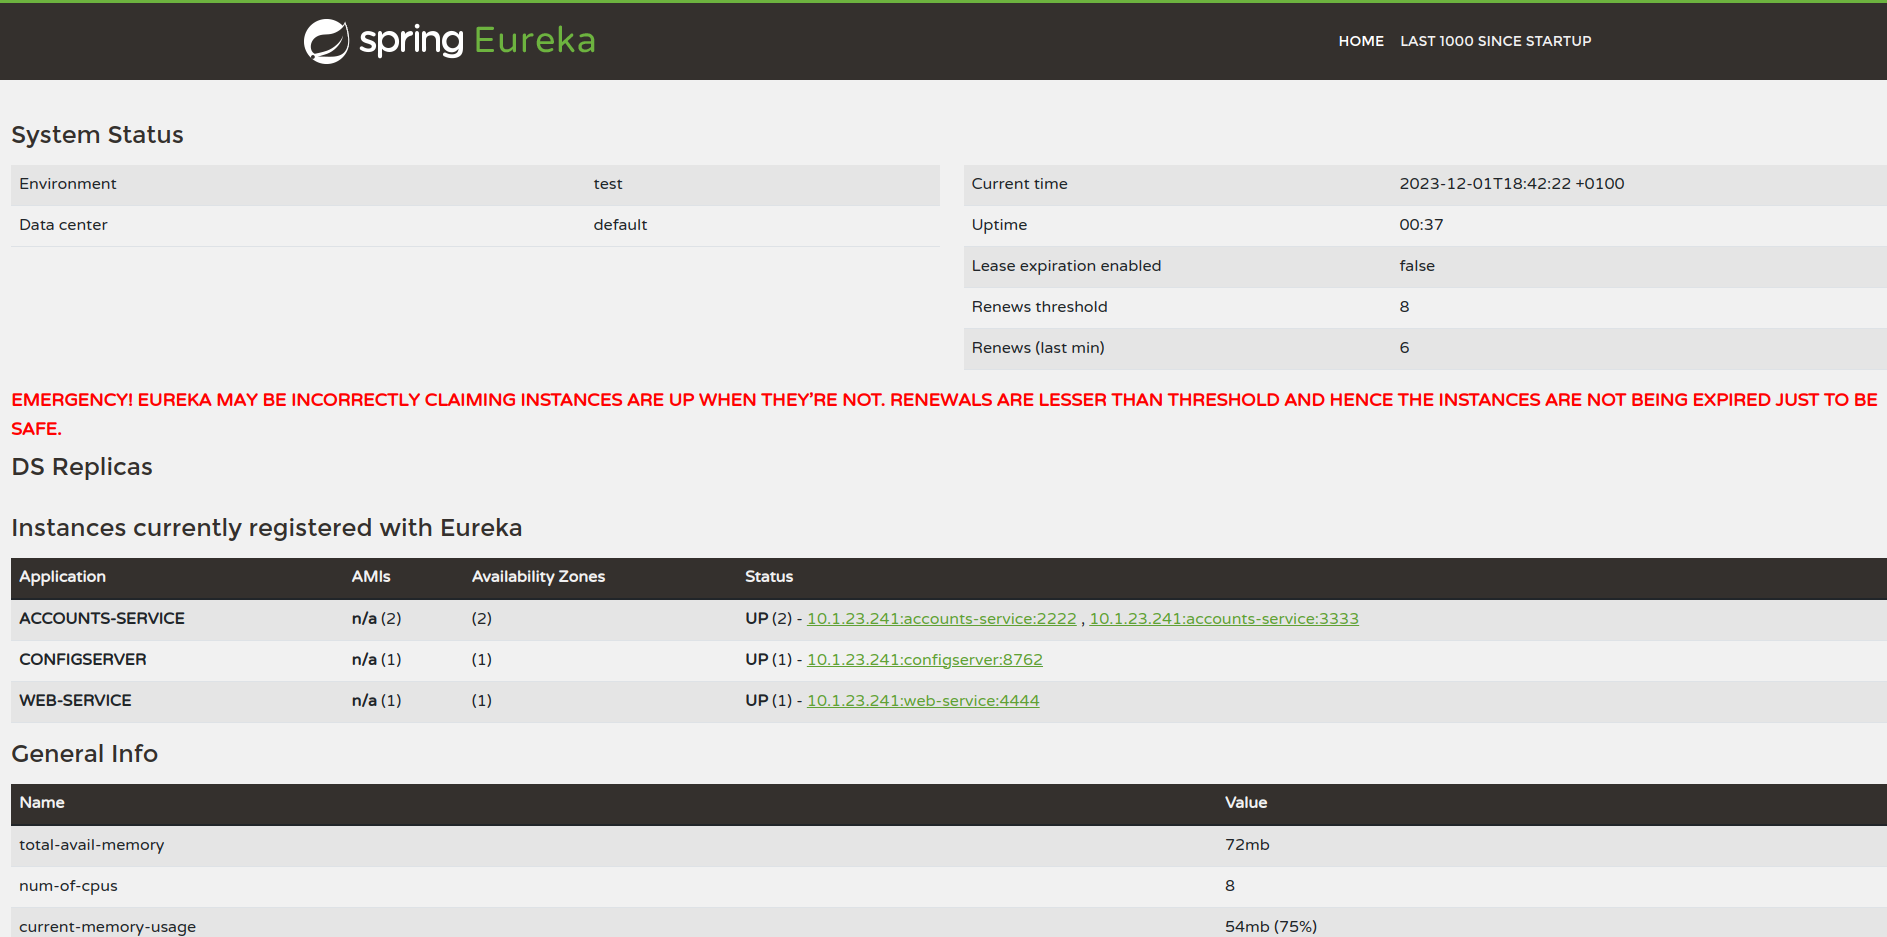 spring Eureka
HOME LAST 1000 SINCE STARTUP
System Status
Environment test
Data center default
Current time 2023-12-01T18:42:22 +0100
Uptime 00:37
Lease expiration enabled false
Renews threshold 8
Renews (last min) 6
EMERGENCY! EUREKA MAY BE INCORRECTLY CLAIMING INSTANCES ARE UP WHEN THEY'RE NOT. RENEWALS ARE LESSER THAN THRESHOLD AND HENCE THE INSTANCES ARE NOT BEING EXPIRED JUST TO BE
SAFE.
DS Replicas
Instances currently registered with Eureka
Application AMIs Availability Zones Status
ACCOUNTS-SERVICE n/a (2) (2) UP (2) - 10.1.23.241:accounts-service:2222 , 10.1.23.241:accounts-service:3333
CONFIGSERVER n/a (1) (1) UP (1) - 10.1.23.241:configserver:8762
WEB-SERVICE n/a (1) (1) UP (1) - 10.1.23.241:web-service:4444
General Info
Name Value
total-avail-memory 72mb
num-of-cpus 8
current-memory-usage 54mb (75%)